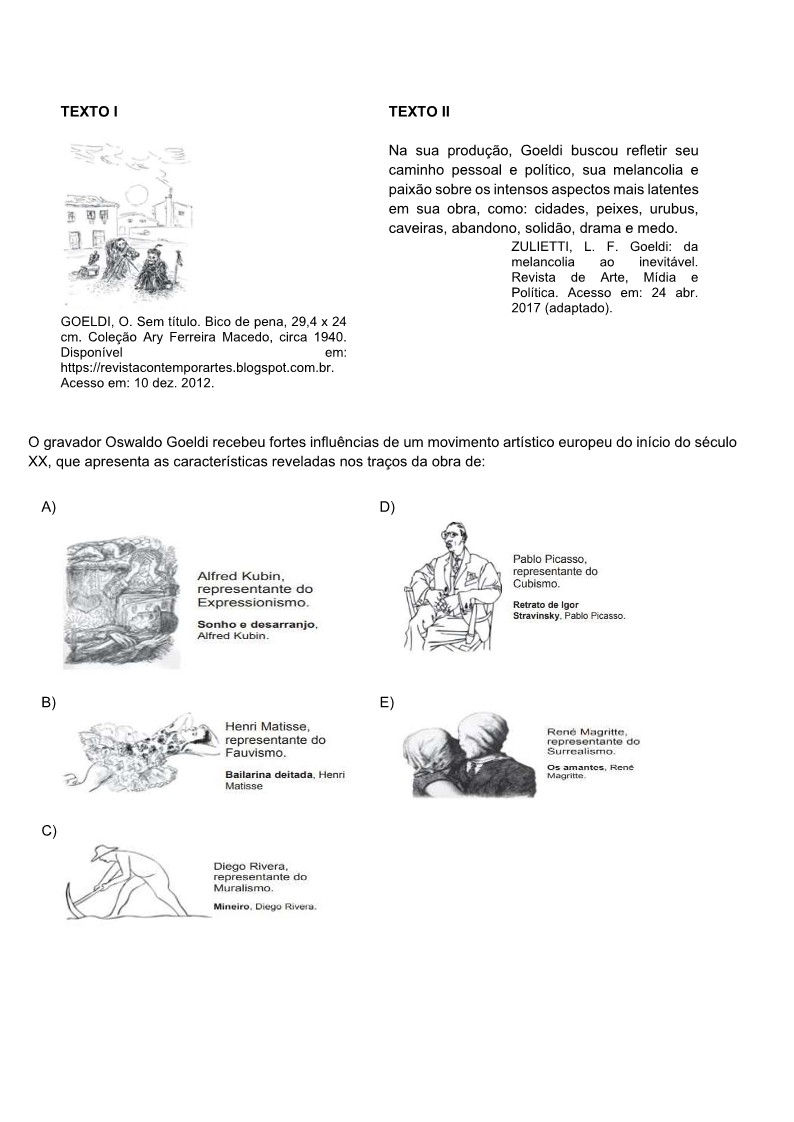 TEXTO I
GOELDI, O. Sem título. Bico de pena, 29,4 x 24
cm. Coleção Ary Ferreira Macedo, circa 1940.
Disponível em:
https://revistacontemporartes.blogspot.com.br.
Acesso em: 10 dez. 2012.
TEXTO II
Na sua produção, Goeldi buscou refletir seu
caminho pessoal e político, sua melancolia e
paixão sobre os intensos aspectos mais latentes
em sua obra, como: cidades, peixes, urubus,
caveiras, abandono, solidão, drama e medo.
ZULIETTI, L. F. Goeldi: da
melancolia ao inevitável.
Revista de Arte, Mídia e
Política. Acesso em: 24 abr.
2017 (adaptado).
O gravador Oswaldo Goeldi recebeu fortes influências de um movimento artístico europeu do início do século
XX, que apresenta as características reveladas nos traços da obra de:
A)
Alfred Kubin,
representante do
Expressionismo.
Sonho e desarranjo,
Alfred Kubin.
B)
Henri Matisse,
representante do
Fauvismo.
Bailarina deitada, Henri
Matisse
C)
Diego Rivera,
representante do
Muralismo.
Mineiro, Diego Rivera.
D)
Pablo Picasso,
representante do
Cubismo.
Retrato de Igor
Stravinsky, Pablo Picasso.
E)
René Magritte,
representante do
Surrealismo.
Os amantes, René
Magritte.